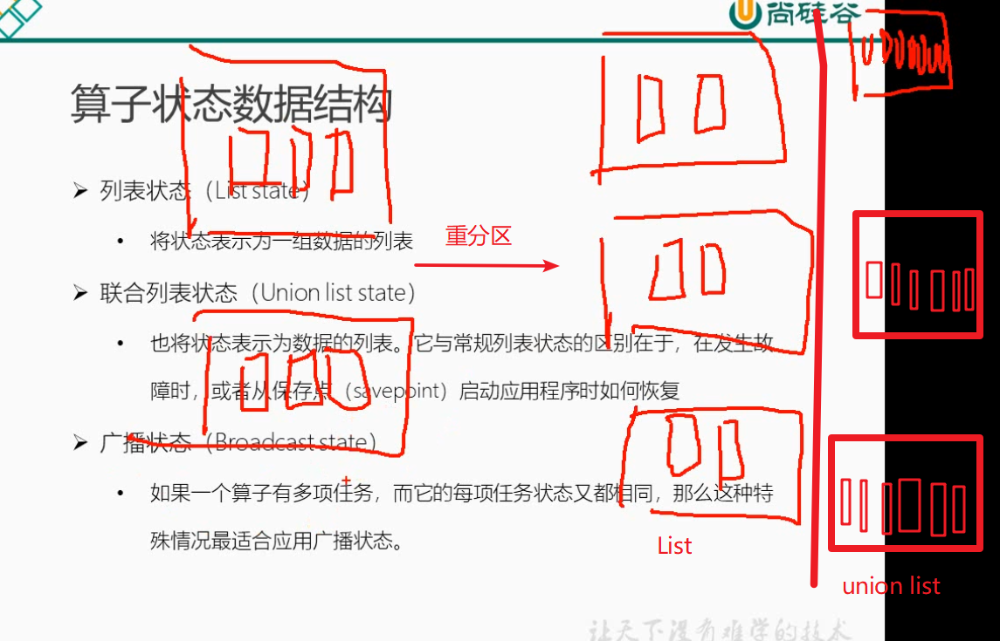 尚硅谷
算子状态数据结构
➢ 列表状态（List state）
• 将状态表示为一组数据的列表
重分区
➢ 联合列表状态（Union list state）
• 也将状态表示为数据的列表。它与常规列表状态的区别在于，在发生故
障时，或者从保存点（savepoint）启动应用程序时如何恢复
➢ 广播状态（Broadcast state）
• 如果一个算子有多项任务，而它的每项任务状态又都相同，那么这种特
殊情况最适合应用广播状态。
List
union list
让天下没有难学的技术